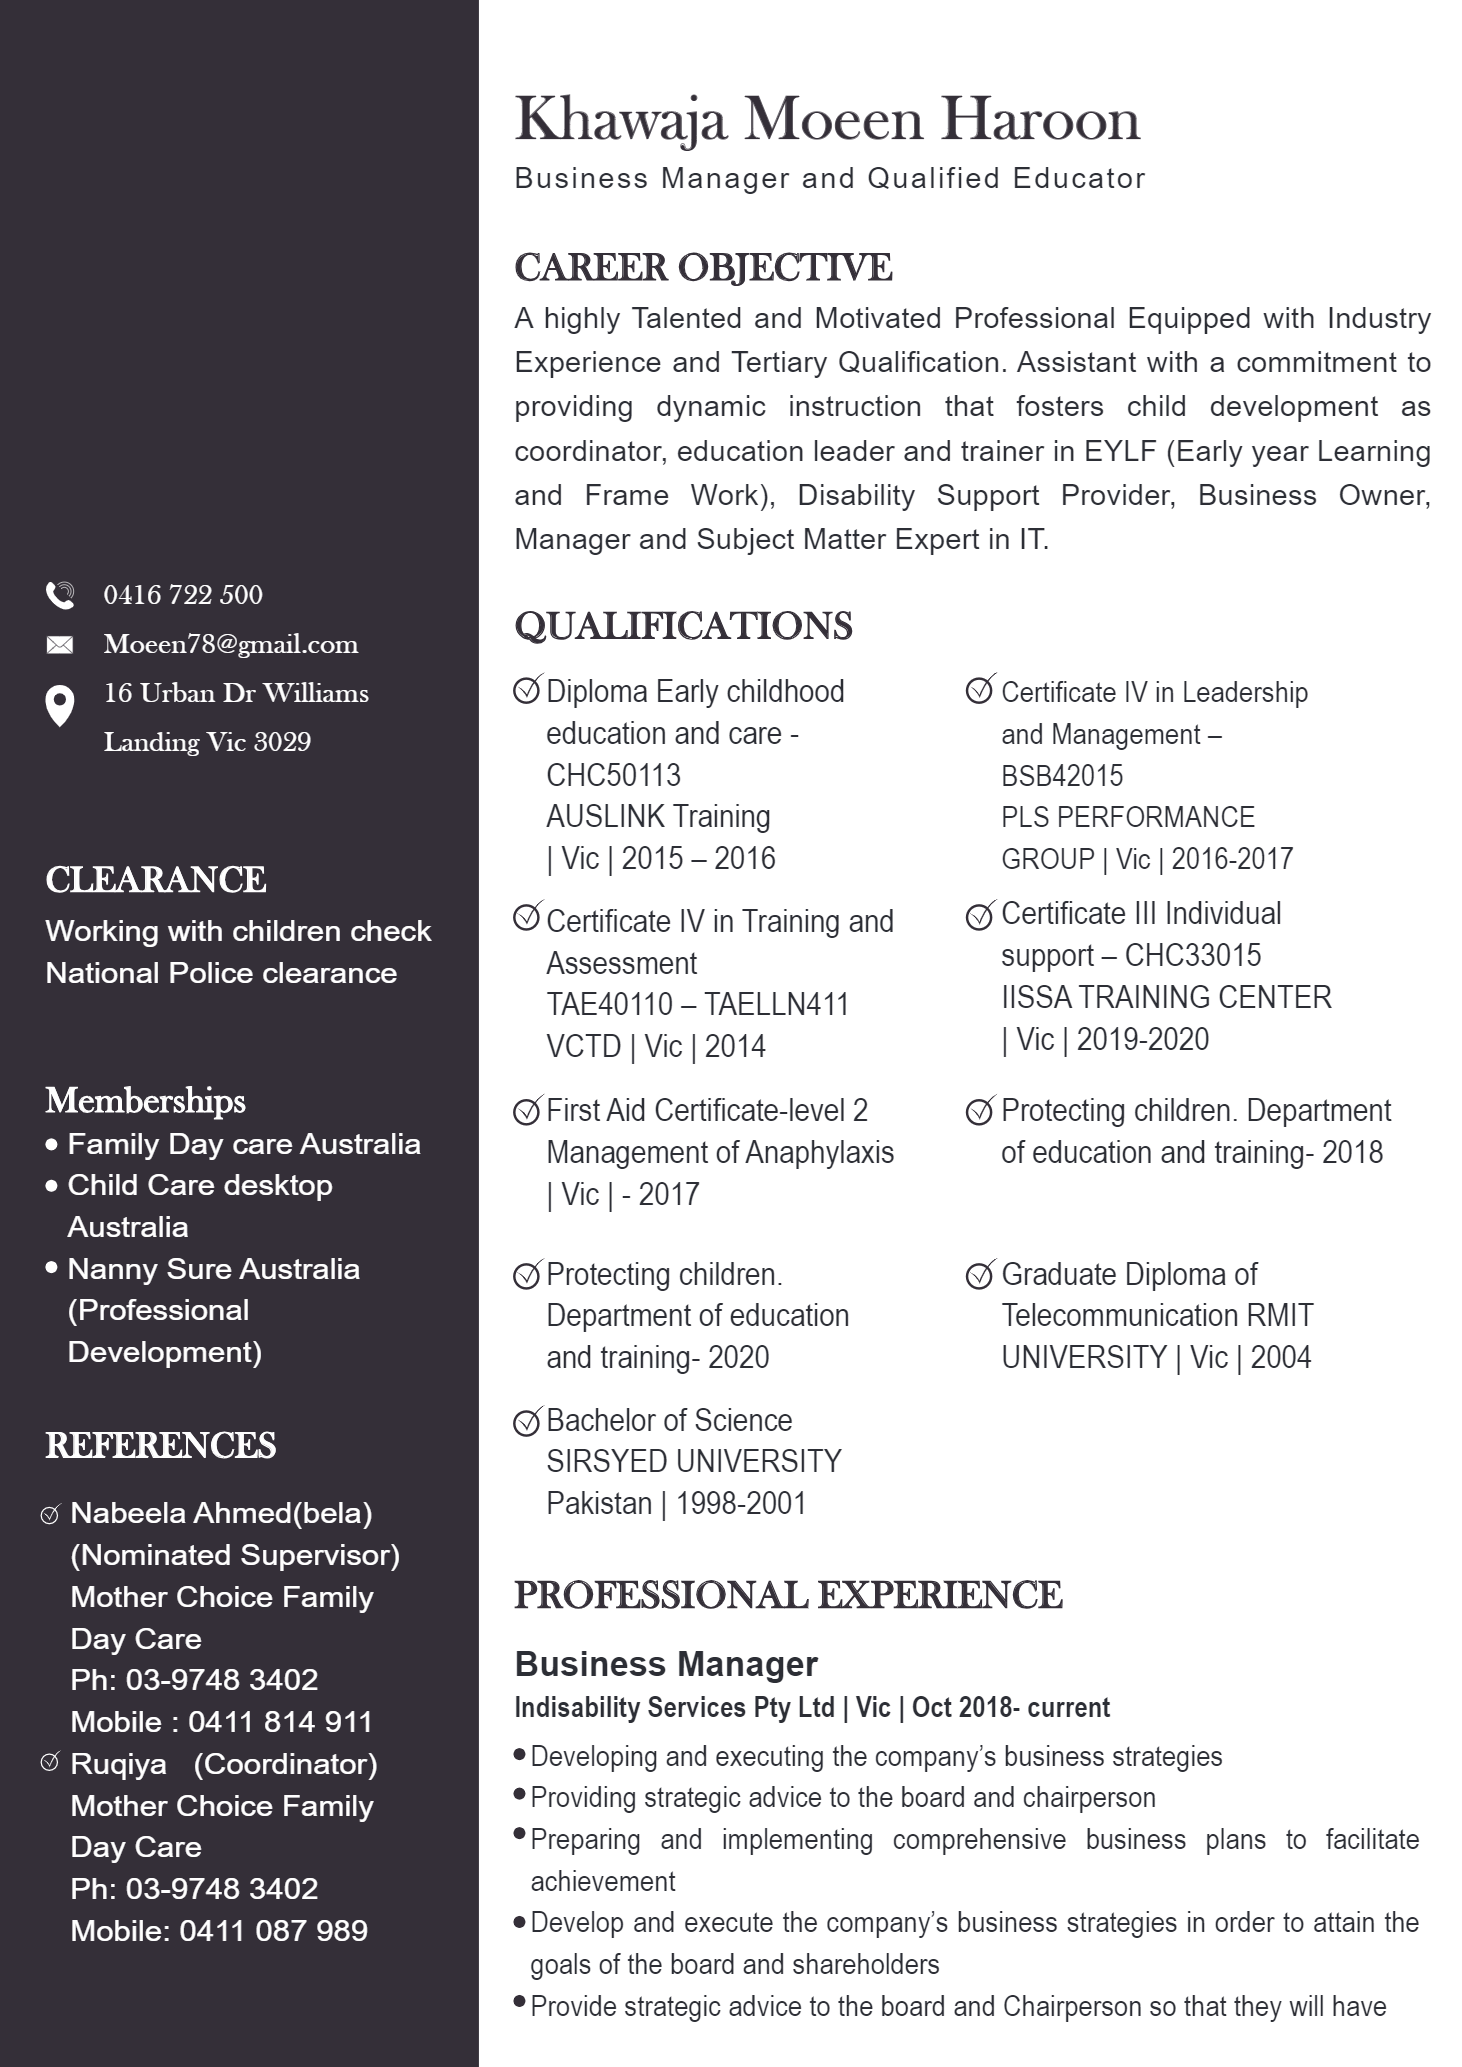 Khawaja Moeen Haroon
Business Manager and Qualified Educator
CAREER OBJECTIVE
A highly Talented and Motivated Professional Equipped with Industry
Experience and Tertiary Qualification. Assistant with a commitment to
providing dynamic instruction that fosters child development as
coordinator, education leader and trainer in EYLF (Early year Learning
and Frame Work), Disability Support Provider, Business Owner,
Manager and Subject Matter Expert in IT.
0416 722 500
Moeen78@gmail.com
16 Urban Dr Williams
Landing Vic 3029
CLEARANCE
Working with children check
National Police clearance
Memberships
• Family Day care Australia
• Child Care desktop
Australia
• Nanny Sure Australia
(Professional
Development)
REFERENCES
Nabeela Ahmed(bela)
(Nominated Supervisor)
Mother Choice Family
Day Care
Ph: 03-9748 3402
Mobile : 0411 814 911
Ruqiya (Coordinator)
Mother Choice Family
Day Care
Ph: 03-9748 3402
Mobile: 0411 087 989
QUALIFICATIONS
Diploma Early childhood
education and care -
CHC50113
AUSLINK Training
| Vic | 2015 – 2016
Certificate IV in Leadership
and Management –
BSB42015
PLS PERFORMANCE
GROUP | Vic | 2016-2017
Certificate IV in Training and
Assessment
TAE40110 – TAELLN411
VCTD | Vic | 2014
Certificate III Individual
support – CHC33015
IISSA TRAINING CENTER
| Vic | 2019-2020
First Aid Certificate-level 2
Management of Anaphylaxis
| Vic | - 2017
Protecting children. Department
of education and training- 2018
Protecting children.
Department of education
and training- 2020
Graduate Diploma of
Telecommunication RMIT
UNIVERSITY | Vic | 2004
Bachelor of Science
SIRSYED UNIVERSITY
Pakistan | 1998-2001
PROFESSIONAL EXPERIENCE
Business Manager
Indisability Services Pty Ltd | Vic | Oct 2018- current
• Developing and executing the company’s business strategies
• Providing strategic advice to the board and chairperson
• Preparing and implementing comprehensive business plans to facilitate
achievement
• Develop and execute the company’s business strategies in order to attain the
goals of the board and shareholders
• Provide strategic advice to the board and Chairperson so that they will have